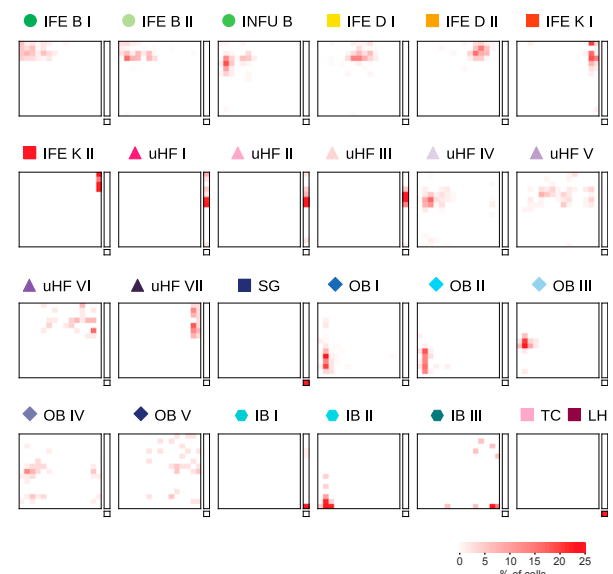 IFE B I IFE B II INFU B IFE D I IFE D II IFE K I
IFE K II uHF I uHF II uHF III uHF IV uHF V
uHF VI uHF VII SG OB I OB II OB III
OB IV OB V IB I IB II IB III TC LH
0 5 10 15 20 25
% of cells